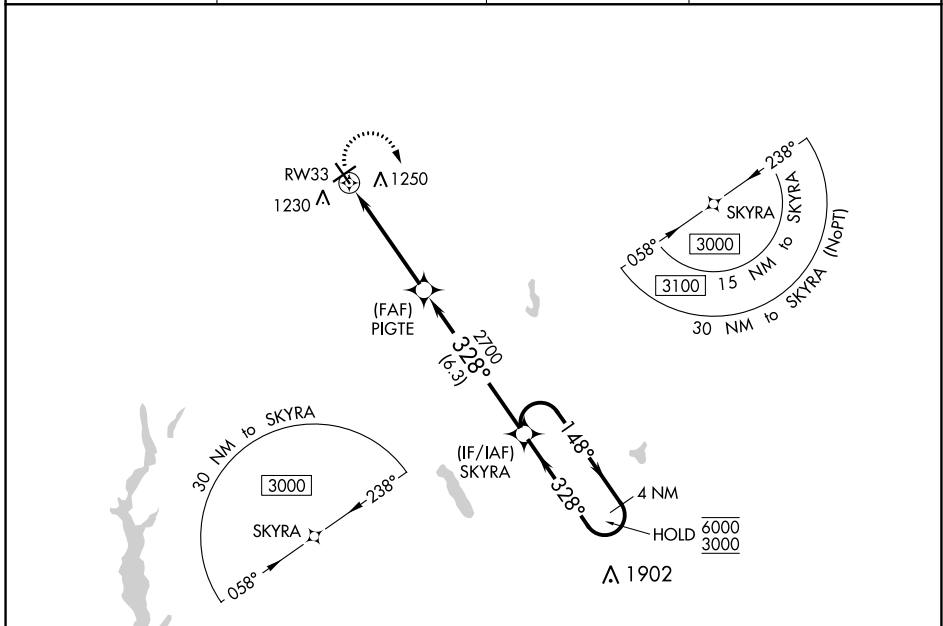 RW33
1250
1230
238°
SKYRA
058°
3000
3100
15 NM to SKYRA
30 NM to SKYRA (NoPT)
(FAF)
PIGTE
2700
328°
(6.3)
30 NM to SKYRA
3000
238°
SKYRA
058°
(IF/IAF)
SKYRA
148°
328°
4 NM
HOLD 6000
3000
1902